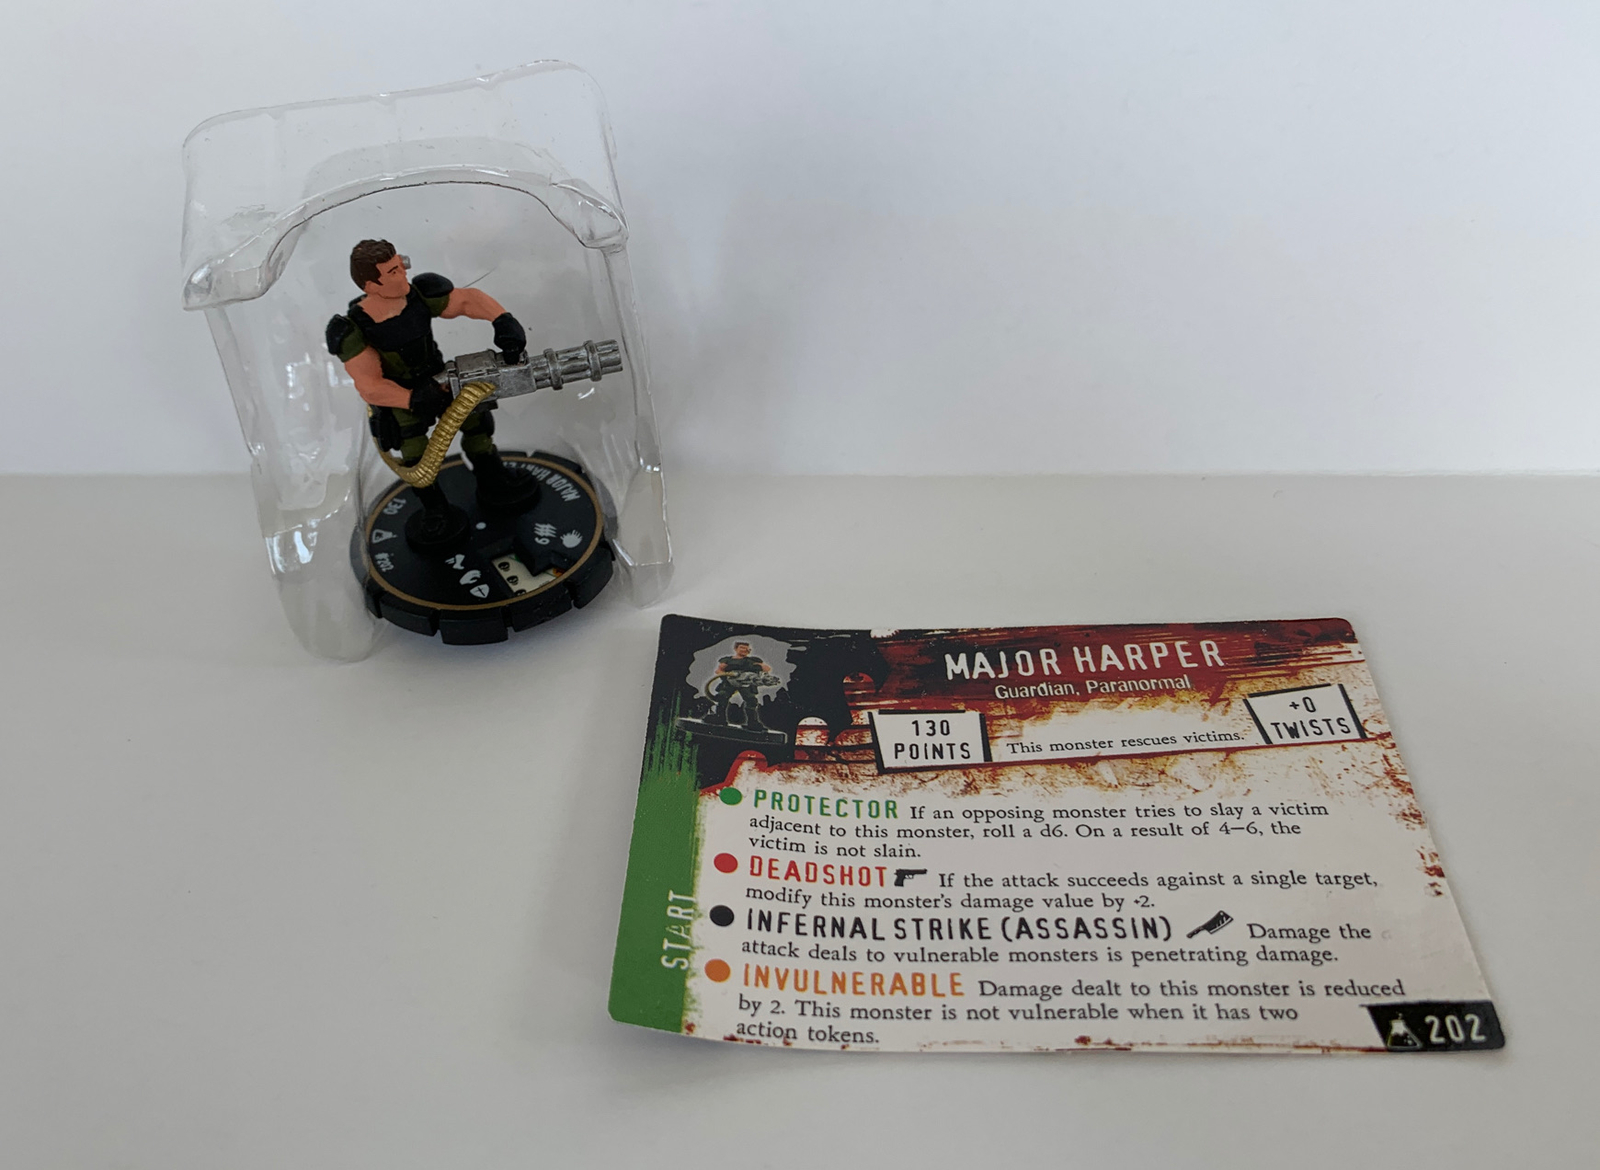 130
#202
MAJOR HARPER
Guardian, Paranormal
130
POINTS
This monster rescues victims.
+0
TWISTS
PROTECTOR If an opposing monster tries to slay a victim
adjacent to this monster, roll a d6. On a result of 4–6, the
victim is not slain.
DEADSHOT If the attack succeeds against a single target,
modify this monster's damage value by +2.
INFERNAL STRIKE (ASSASSIN) Damage the
attack deals to vulnerable monsters is penetrating damage.
INVULNERABLE Damage dealt to this monster is reduced
by 2. This monster is not vulnerable when it has two
action tokens.
START
202